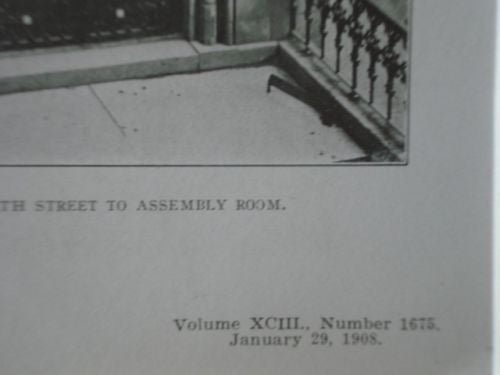 TH STREET TO ASSEMBLY ROOM.
Volume XCIII., Number 1675.
January 29, 1908.